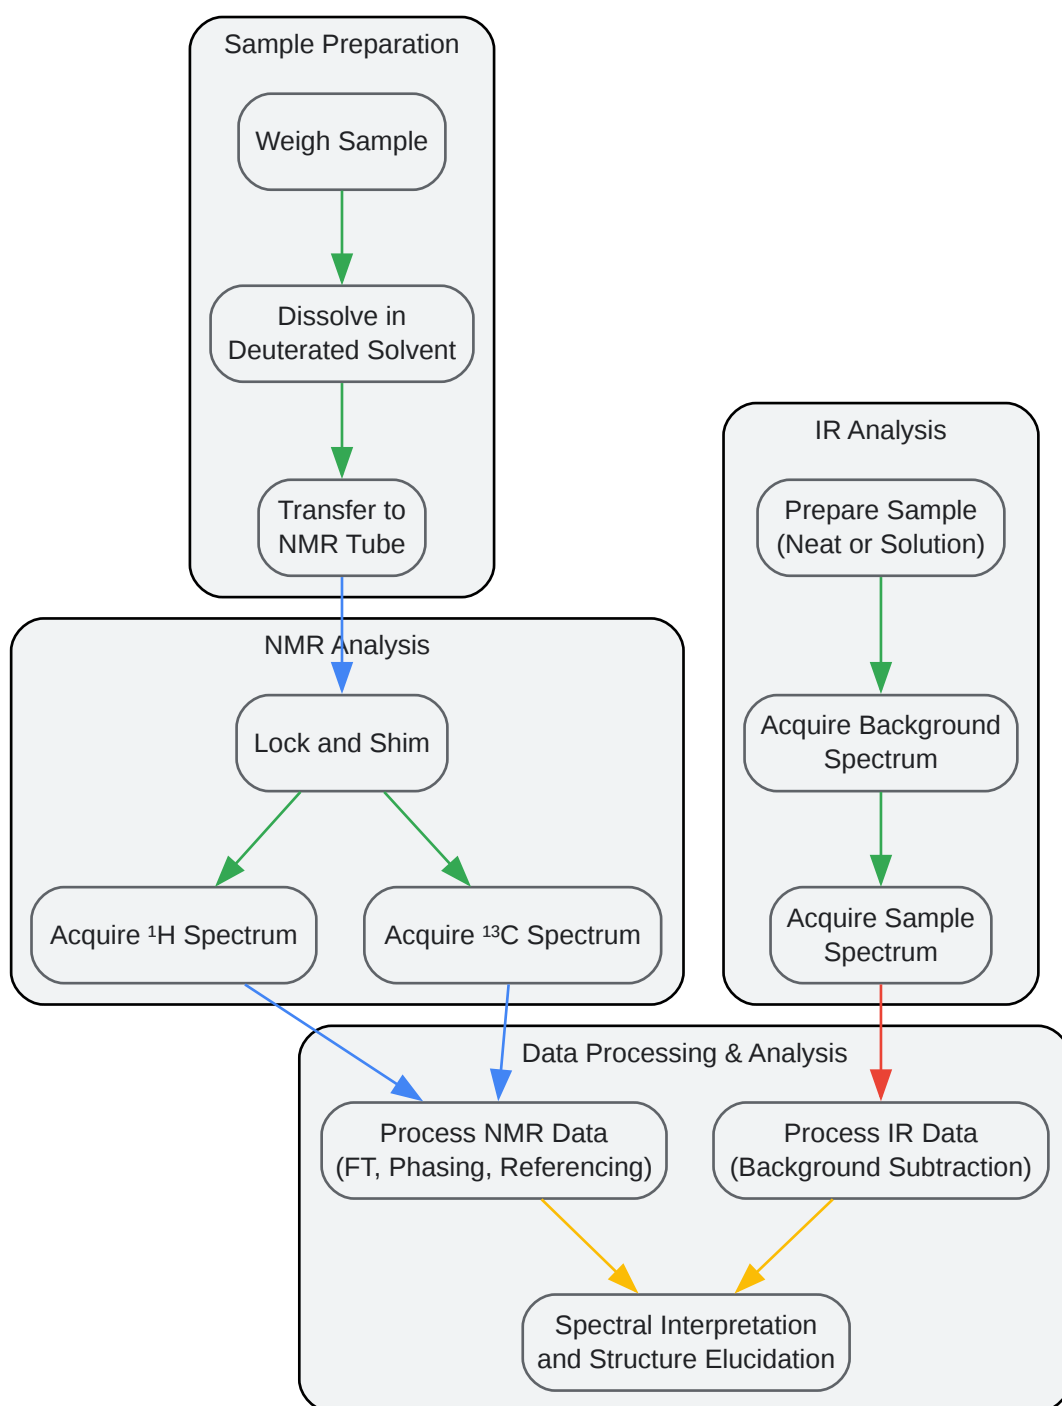 Sample Preparation
Weigh Sample
Dissolve in
Deuterated Solvent
Transfer to
NMR Tube
NMR Analysis
Lock and Shim
Acquire ¹H Spectrum
Acquire ¹³C Spectrum
IR Analysis
Prepare Sample
(Neat or Solution)
Acquire Background
Spectrum
Acquire Sample
Spectrum
Data Processing & Analysis
Process NMR Data
(FT, Phasing, Referencing)
Process IR Data
(Background Subtraction)
Spectral Interpretation
and Structure Elucidation